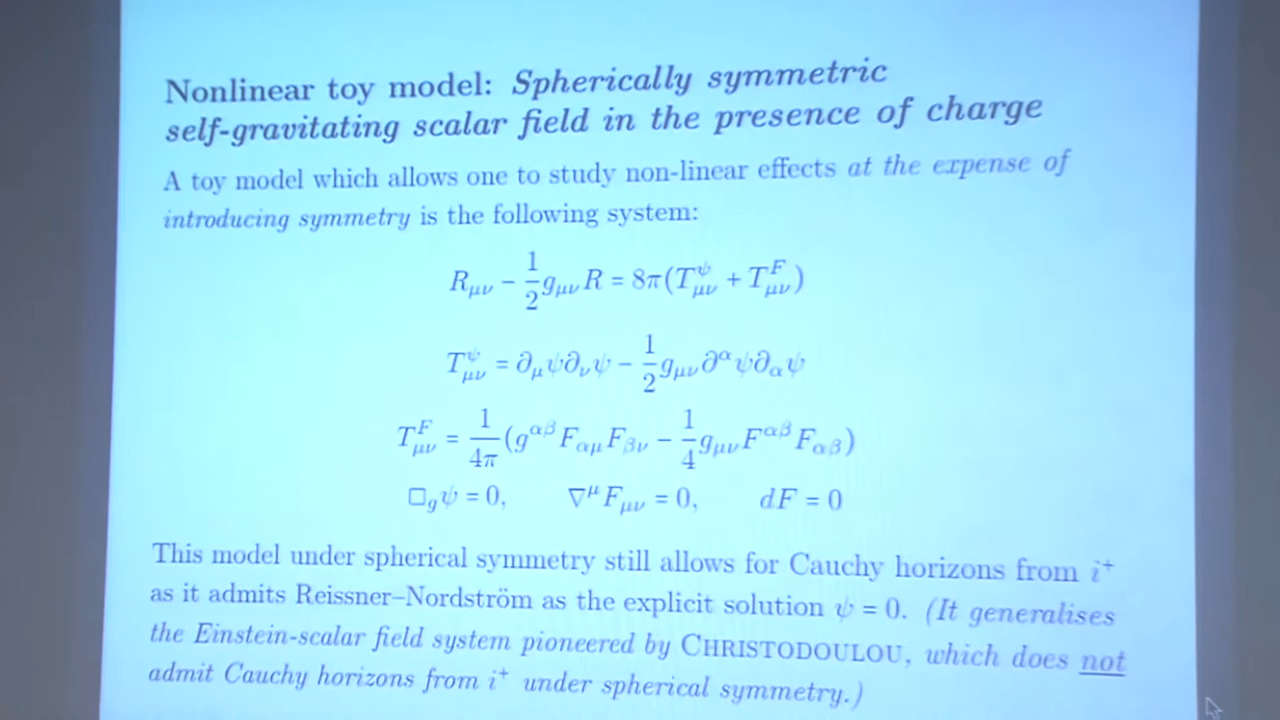 Nonlinear toy model: Spherically symmetric
self-gravitating scalar field in the presence of charge
A toy model which allows one to study non-linear effects at the expense of
introducing symmetry is the following system:
R_{μν} − \frac{1}{2} g_{μν} R = 8π(T^ψ_{μν} + T^F_{μν})
T^ψ_{μν} = ∂_μψ∂_νψ − \frac{1}{2} g_{μν}∂^αψ∂_αψ
T^F_{μν} = \frac{1}{4π}(g^{αβ}F_{αμ}F_{βν} − \frac{1}{4} g_{μν}F^{αβ}F_{αβ})
□_gψ = 0, ∇^μF_{μν} = 0, dF = 0
This model under spherical symmetry still allows for Cauchy horizons from i^+
as it admits Reissner–Nordström as the explicit solution ψ = 0. (It generalises
the Einstein-scalar field system pioneered by CHRISTODOULOU, which does not
admit Cauchy horizons from i^+ under spherical symmetry.)